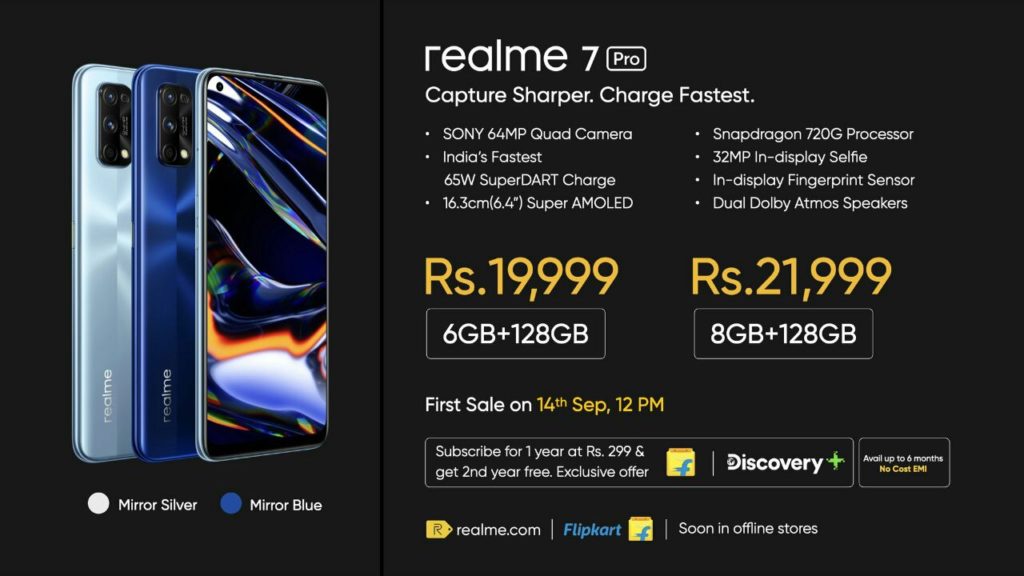 realme 7 Pro
Capture Sharper. Charge Fastest.
• SONY 64MP Quad Camera
• India's Fastest
65W SuperDART Charge
• 16.3cm(6.4") Super AMOLED
• Snapdragon 720G Processor
• 32MP In-display Selfie
• In-display Fingerprint Sensor
• Dual Dolby Atmos Speakers
Rs.19,999
6GB+128GB
Rs.21,999
8GB+128GB
First Sale on 14th Sep, 12 PM
Subscribe for 1 year at Rs. 299 &
get 2nd year free. Exclusive offer
Discovery+
Avail up to 6 months
No Cost EMI
realme.com | Flipkart | Soon in offline stores
realme
realme
Mirror Silver
Mirror Blue